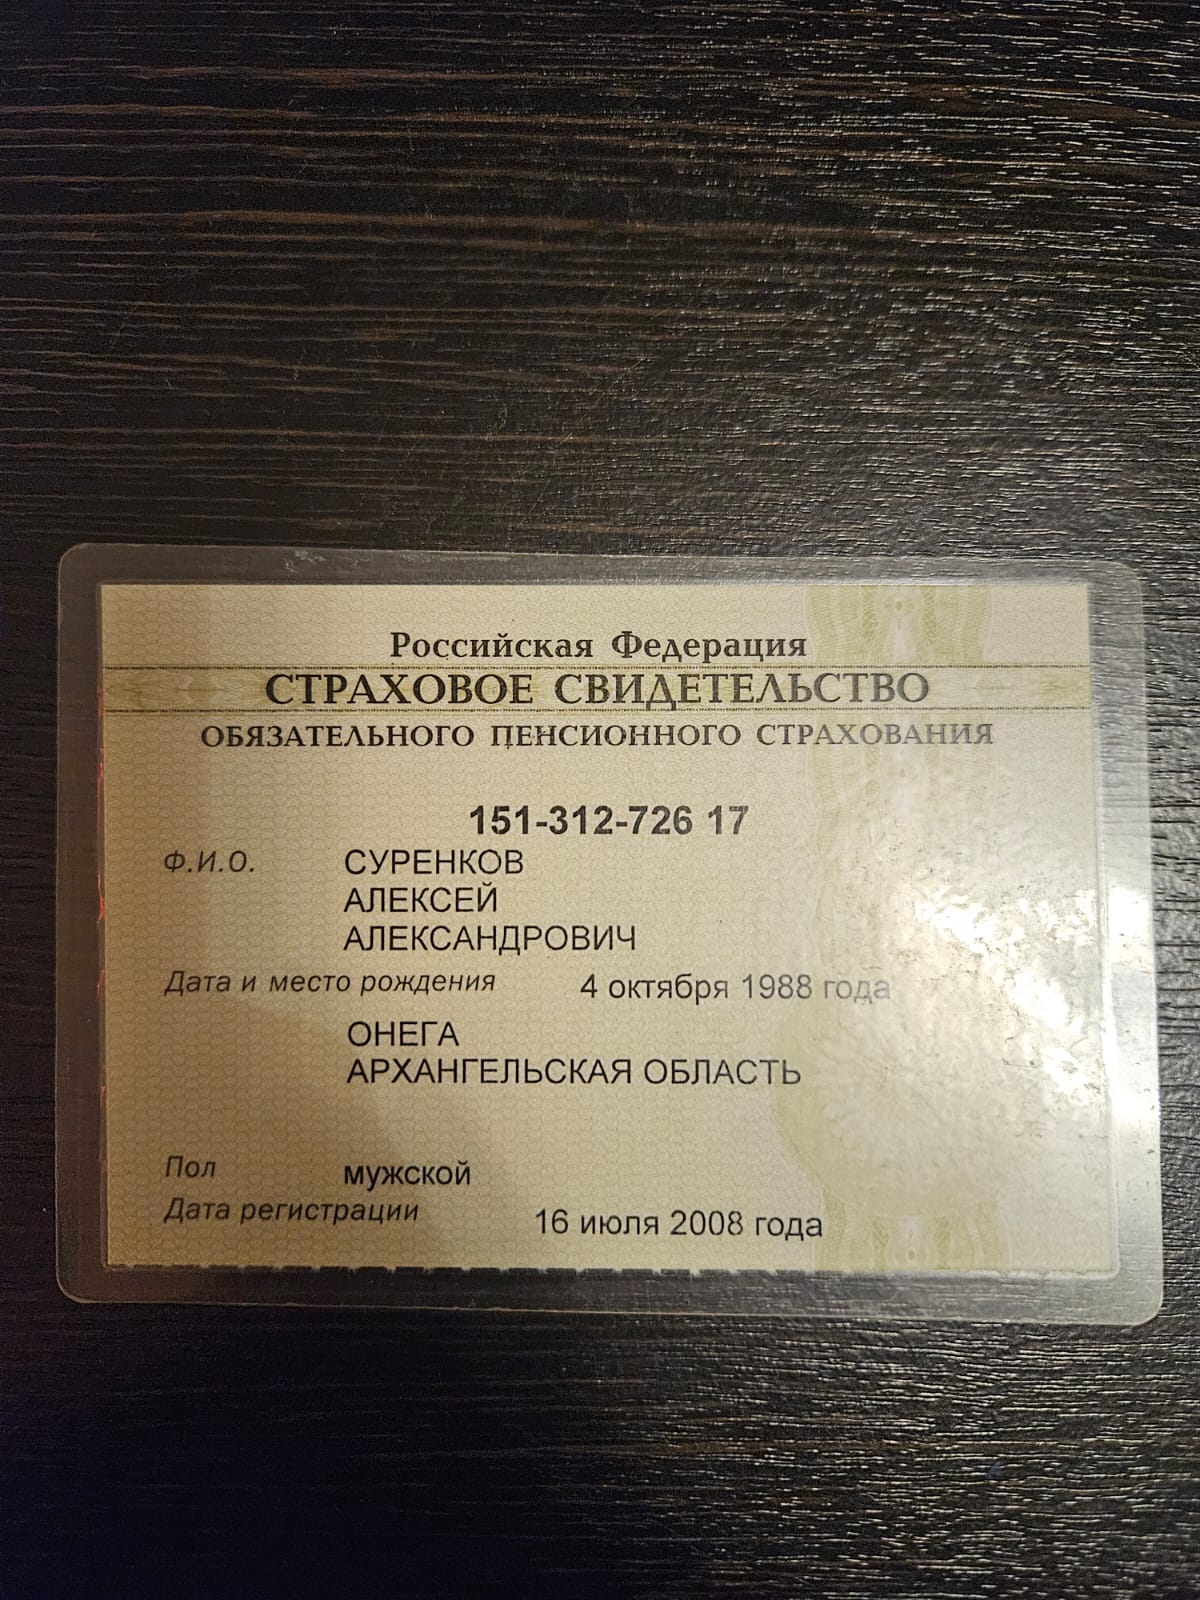 Российская Федерация
СТРАХОВОЕ СВИДЕТЕЛЬСТВО
ОБЯЗАТЕЛЬНОГО ПЕНСИОННОГО СТРАХОВАНИЯ
151-312-726 17
Ф.И.О. СУРЕНКОВ
АЛЕКСЕЙ
АЛЕКСАНДРОВИЧ
Дата и место рождения 4 октября 1988 года
ОНЕГА
АРХАНГЕЛЬСКАЯ ОБЛАСТЬ
Пол мужской
Дата регистрации 16 июля 2008 года